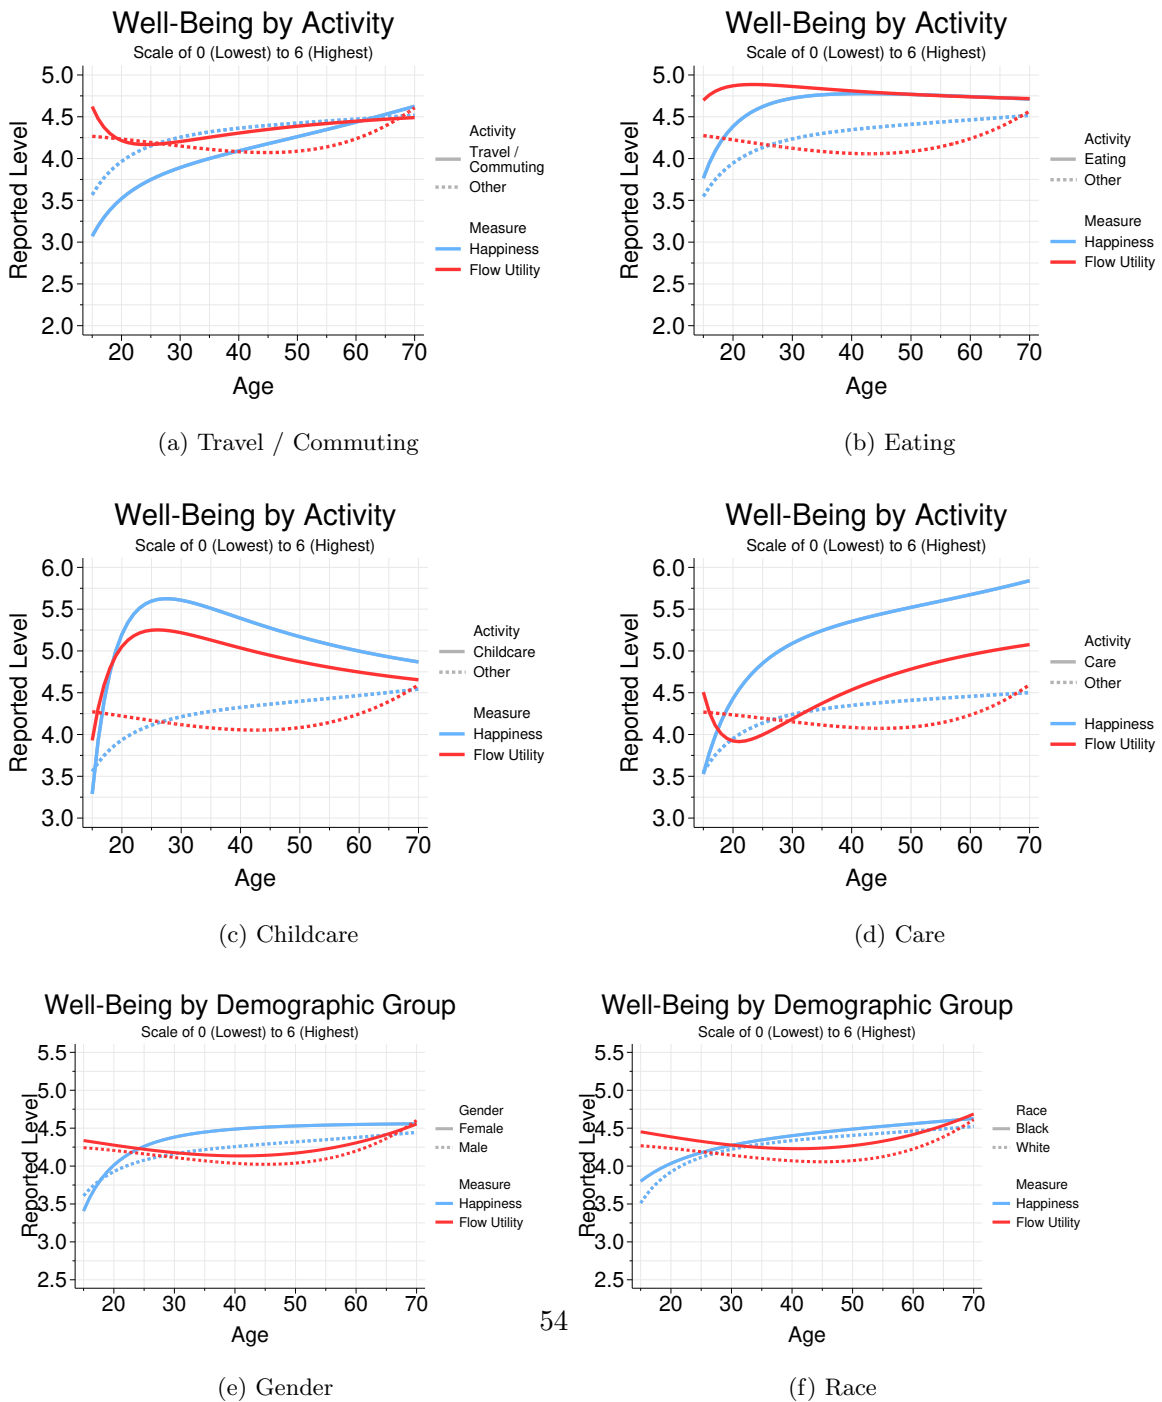 Well-Being by Activity
Scale of 0 (Lowest) to 6 (Highest)
Reported Level
5.0
4.5
4.0
3.5
3.0
2.5
2.0
20 30 40 50 60 70
Age
Activity
Travel /
Commuting
Other
Measure
Happiness
Flow Utility
(a) Travel / Commuting
Well-Being by Activity
Scale of 0 (Lowest) to 6 (Highest)
Reported Level
5.0
4.5
4.0
3.5
3.0
2.5
2.0
20 30 40 50 60 70
Age
Activity
Eating
Other
Measure
Happiness
Flow Utility
(b) Eating
Well-Being by Activity
Scale of 0 (Lowest) to 6 (Highest)
Reported Level
6.0
5.5
5.0
4.5
4.0
3.5
3.0
20 30 40 50 60 70
Age
Activity
Childcare
Other
Measure
Happiness
Flow Utility
(c) Childcare
Well-Being by Activity
Scale of 0 (Lowest) to 6 (Highest)
Reported Level
6.0
5.5
5.0
4.5
4.0
3.5
3.0
20 30 40 50 60 70
Age
Activity
Care
Other
Happiness
Flow Utility
(d) Care
Well-Being by Demographic Group
Scale of 0 (Lowest) to 6 (Highest)
Reported Level
5.5
5.0
4.5
4.0
3.5
3.0
2.5
20 30 40 50 60 70
Age
Gender
Female
Male
Measure
Happiness
Flow Utility
(e) Gender
Well-Being by Demographic Group
Scale of 0 (Lowest) to 6 (Highest)
Reported Level
5.5
5.0
4.5
4.0
3.5
3.0
2.5
20 30 40 50 60 70
Age
Race
Black
White
Measure
Happiness
Flow Utility
(f) Race
54